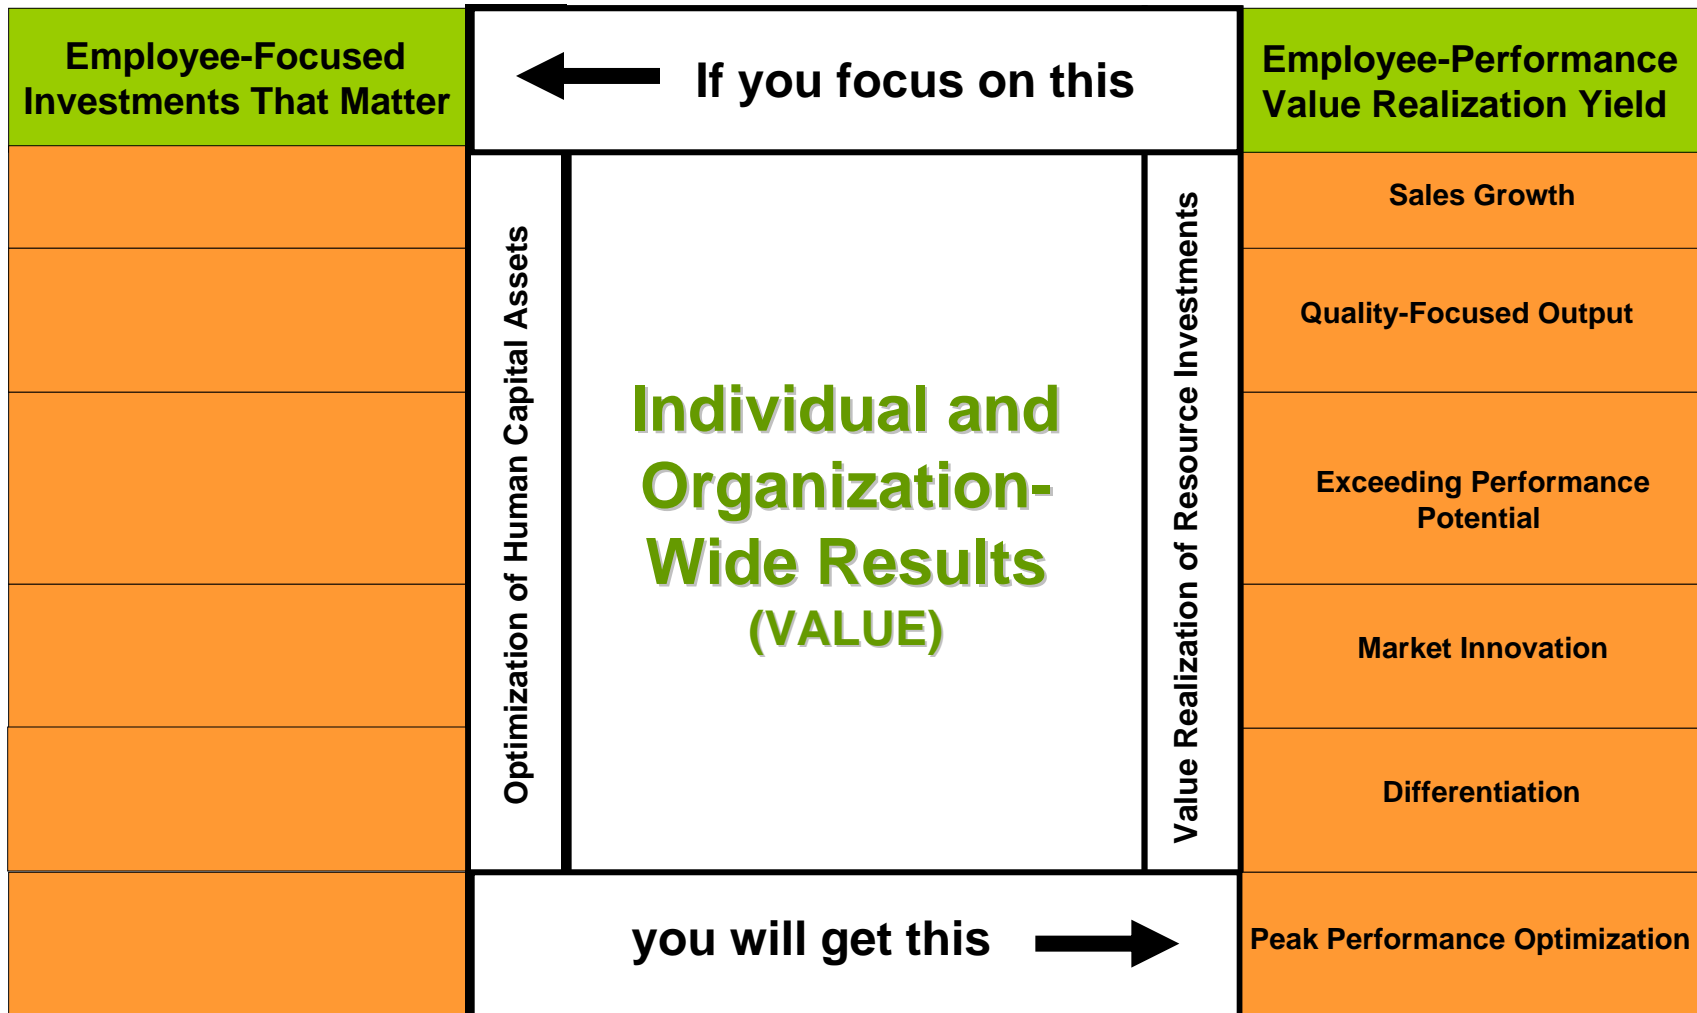 Employee-Focused
Investments That Matter
If you focus on this
Employee-Performance
Value Realization Yield
Optimization of Human Capital Assets
Individual and
Organization-
Wide Results
(VALUE)
Value Realization of Resource Investments
Sales Growth
Quality-Focused Output
Exceeding Performance
Potential
Market Innovation
Differentiation
you will get this
Peak Performance Optimization